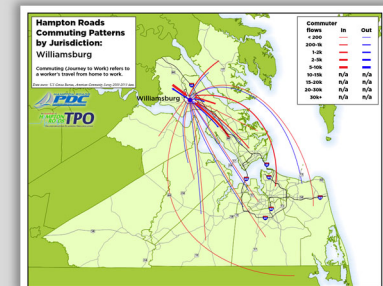 Hampton Roads
Commuting Patterns
by Jurisdiction:
Williamsburg
Commuting (Journey to Work) refers to
a worker's travel from home to work.
PDC
TPO
Williamsburg
Commuter
flows In Out
< 200
200-1k
1-2k
2-5k
5-10k
10-15k n/a n/a
15-20k n/a n/a
20-30k n/a n/a
30k+ n/a n/a